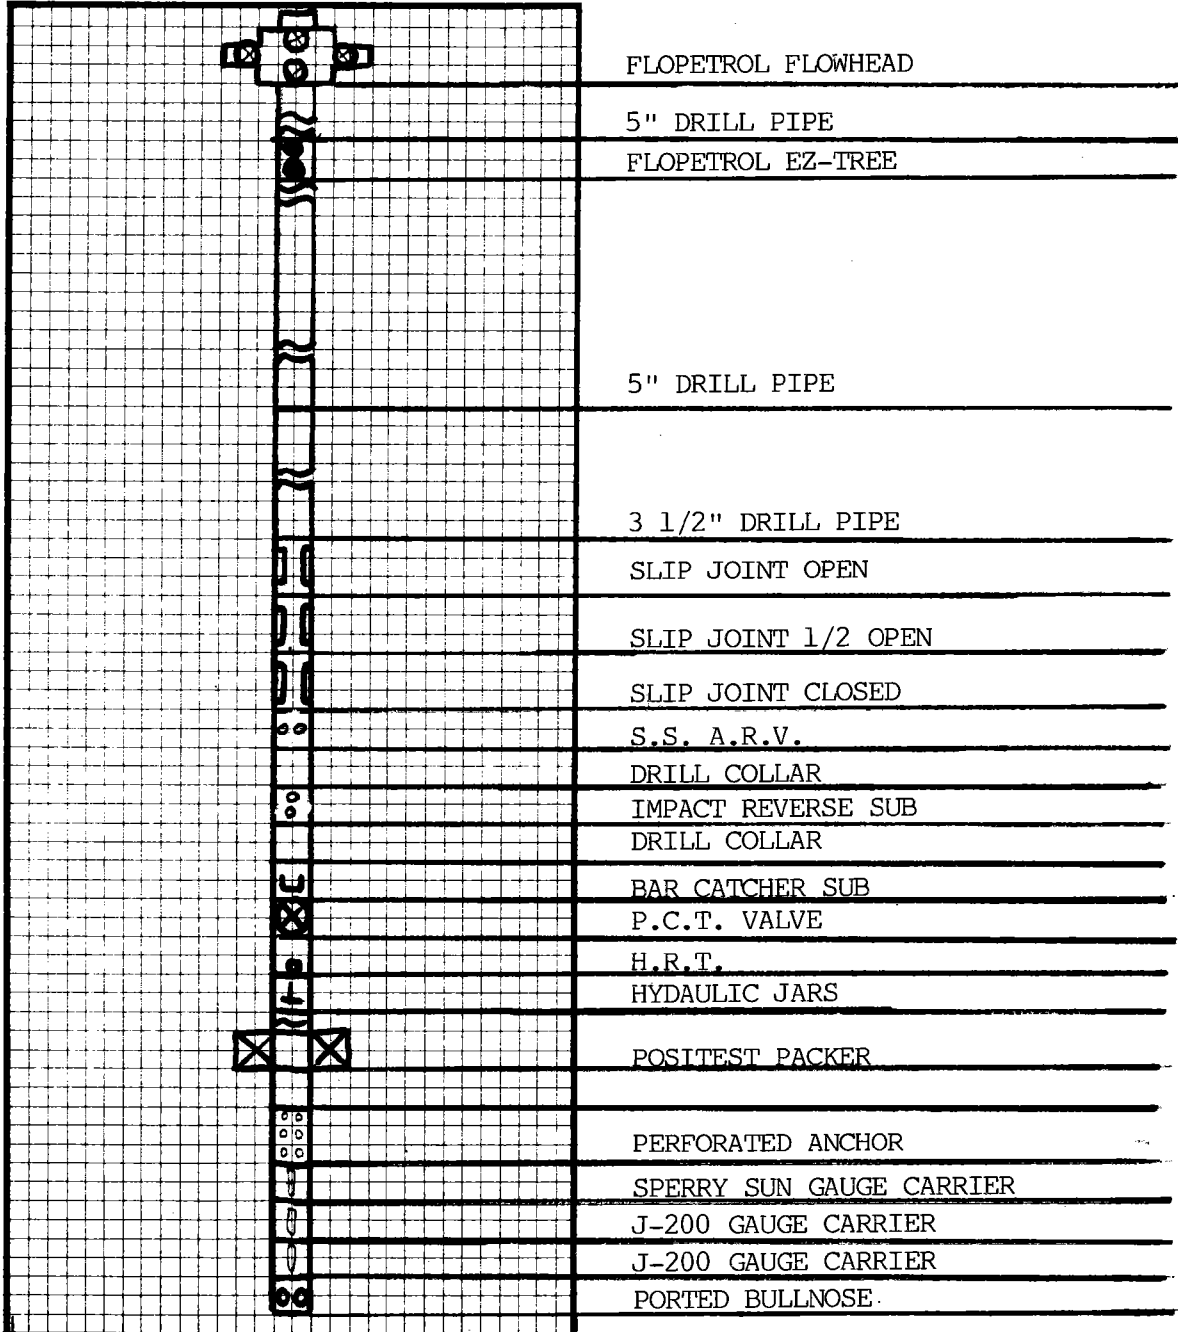 FLOPETROL FLOWHEAD
5" DRILL PIPE
FLOPETROL EZ-TREE
5" DRILL PIPE
3 1/2" DRILL PIPE
SLIP JOINT OPEN
SLIP JOINT 1/2 OPEN
SLIP JOINT CLOSED
S.S. A.R.V.
DRILL COLLAR
IMPACT REVERSE SUB
DRILL COLLAR
BAR CATCHER SUB
P.C.T. VALVE
H.R.T.
HYDAULIC JARS
POSITEST PACKER
PERFORATED ANCHOR
SPERRY SUN GAUGE CARRIER
J-200 GAUGE CARRIER
J-200 GAUGE CARRIER
PORTED BULLNOSE